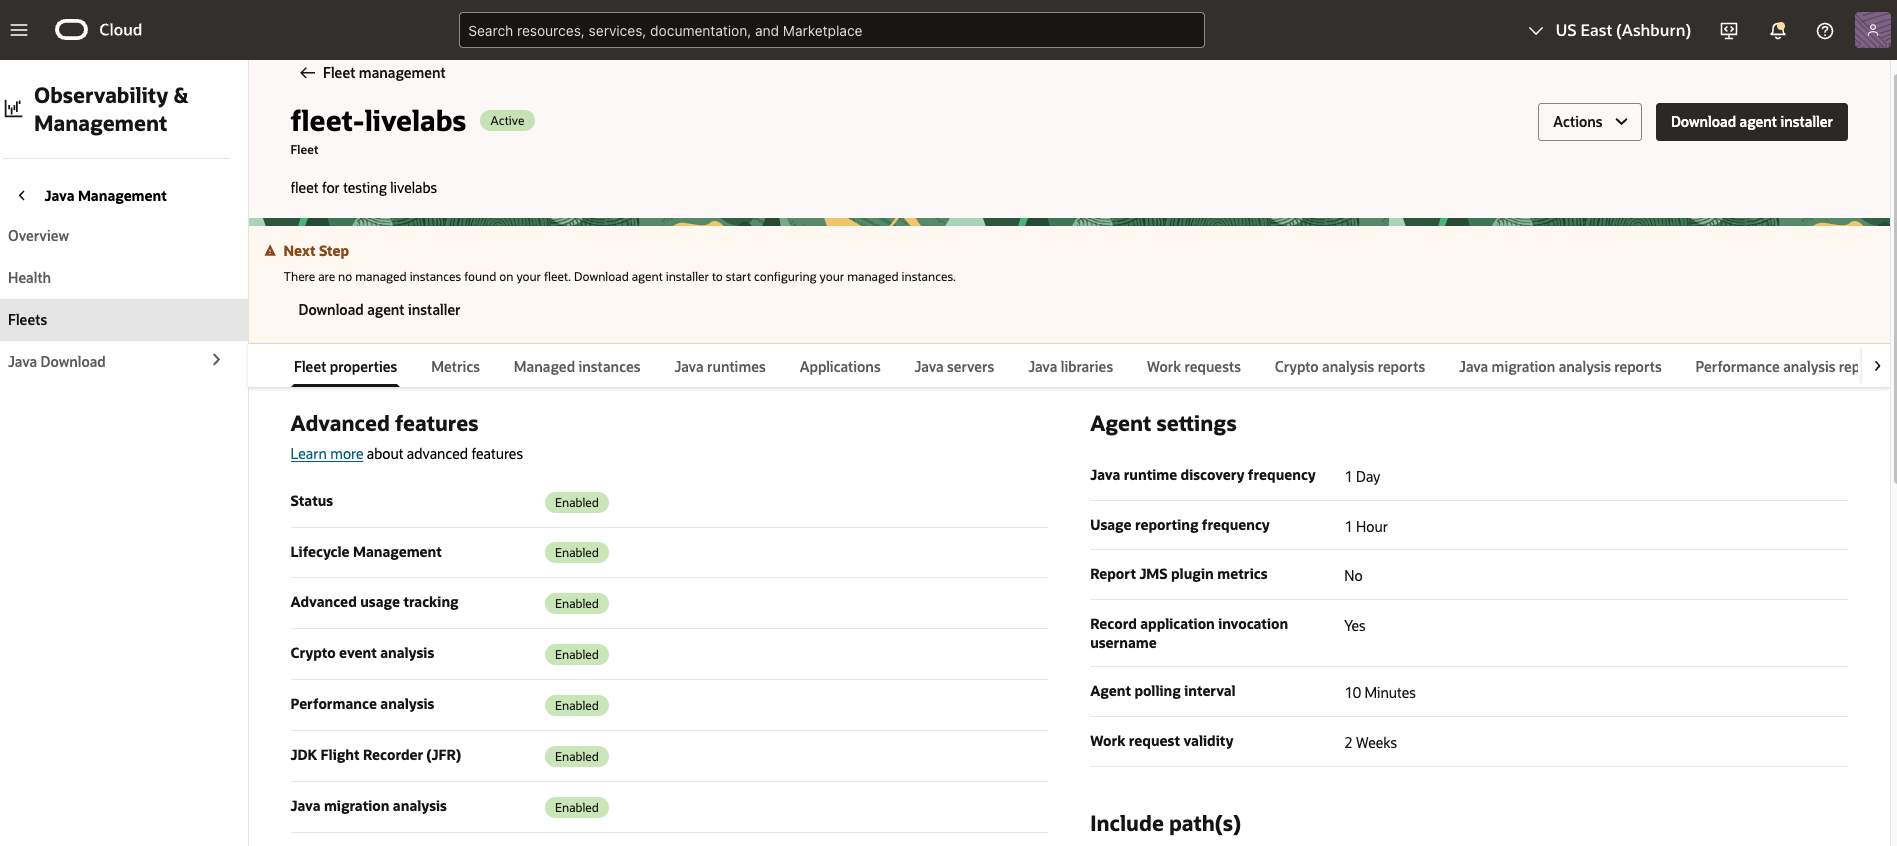 Cloud
Search resources, services, documentation, and Marketplace
US East (Ashburn)
Observability &
Management
Java Management
Overview
Health
Fleets
Java Download
Fleet management
fleet-livelabs
Active
Fleet
fleet for testing livelabs
Actions
Download agent installer
Next Step
There are no managed instances found on your fleet. Download agent installer to start configuring your managed instances.
Download agent installer
Fleet properties
Metrics
Managed instances
Java runtimes
Applications
Java servers
Java libraries
Work requests
Crypto analysis reports
Java migration analysis reports
Performance analysis rep
Advanced features
Learn more about advanced features
Status Enabled
Lifecycle Management Enabled
Advanced usage tracking Enabled
Crypto event analysis Enabled
Performance analysis Enabled
JDK Flight Recorder (JFR) Enabled
Java migration analysis Enabled
Agent settings
Java runtime discovery frequency 1 Day
Usage reporting frequency 1 Hour
Report JMS plugin metrics No
Record application invocation Yes
username
Agent polling interval 10 Minutes
Work request validity 2 Weeks
Include path(s)